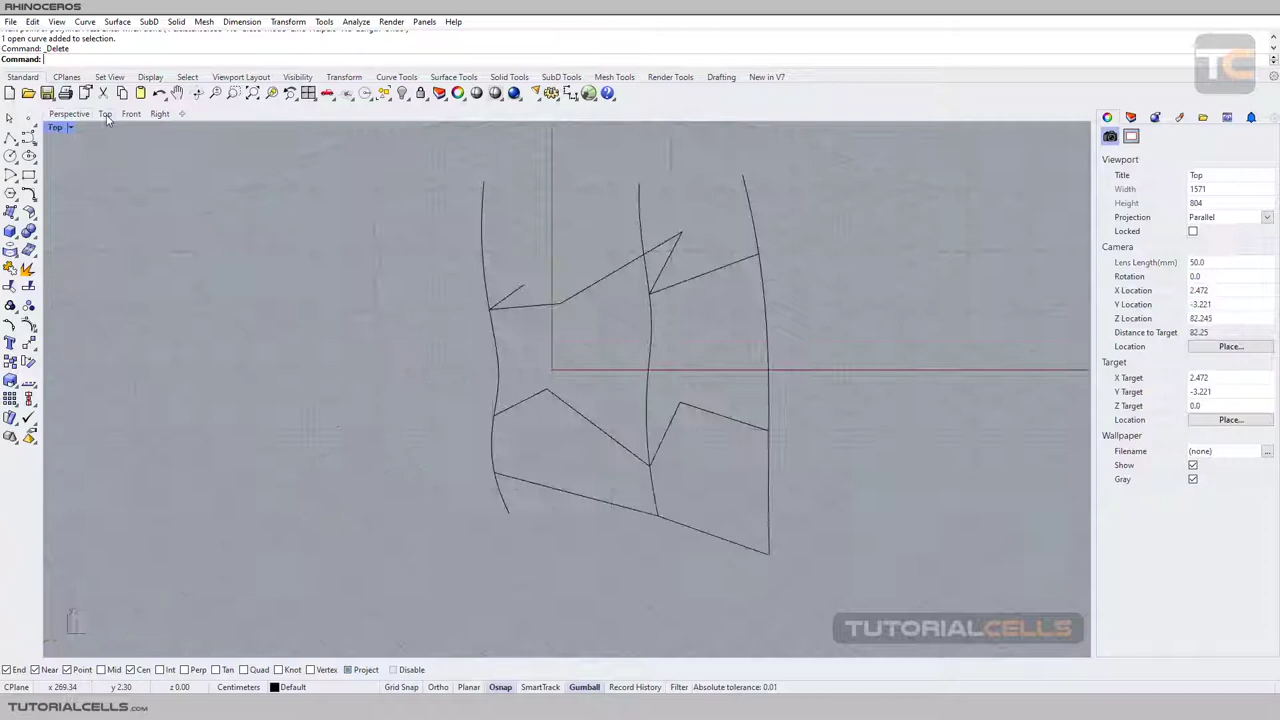 RHINOCEROS
File Edit View Curve Surface SubD Solid Mesh Dimension Transform Tools Analyze Render Panels Help
1 open curve added to selection.
Command: _Delete
Command:
TC
Standard CPlanes Set View Display Select Viewport Layout Visibility Transform Curve Tools Surface Tools Solid Tools SubD Tools Mesh Tools Render Tools Drafting New in V7
Perspective Top Front Right
Top
Viewport
Title Top
Width 1571
Height 804
Projection Parallel
Locked
Camera
Lens Length(mm) 50.0
Rotation 0.0
X Location 2.472
Y Location -3.221
Z Location 82.245
Distance to Target 82.25
Location Place...
Target
X Target 2.472
Y Target -3.221
Z Target 0.0
Location Place...
Wallpaper
Filename (none) ...
Show
Gray
TUTORIALCELLS
End Near Point Mid Cen Int Perp Tan Quad Knot Vertex Project Disable
CPlane x 269.34 y 2.30 z 0.00 Centimeters Default Grid Snap Ortho Planar Osnap SmartTrack Gumball Record History Filter Absolute tolerance: 0.01
TUTORIALCELLS.com